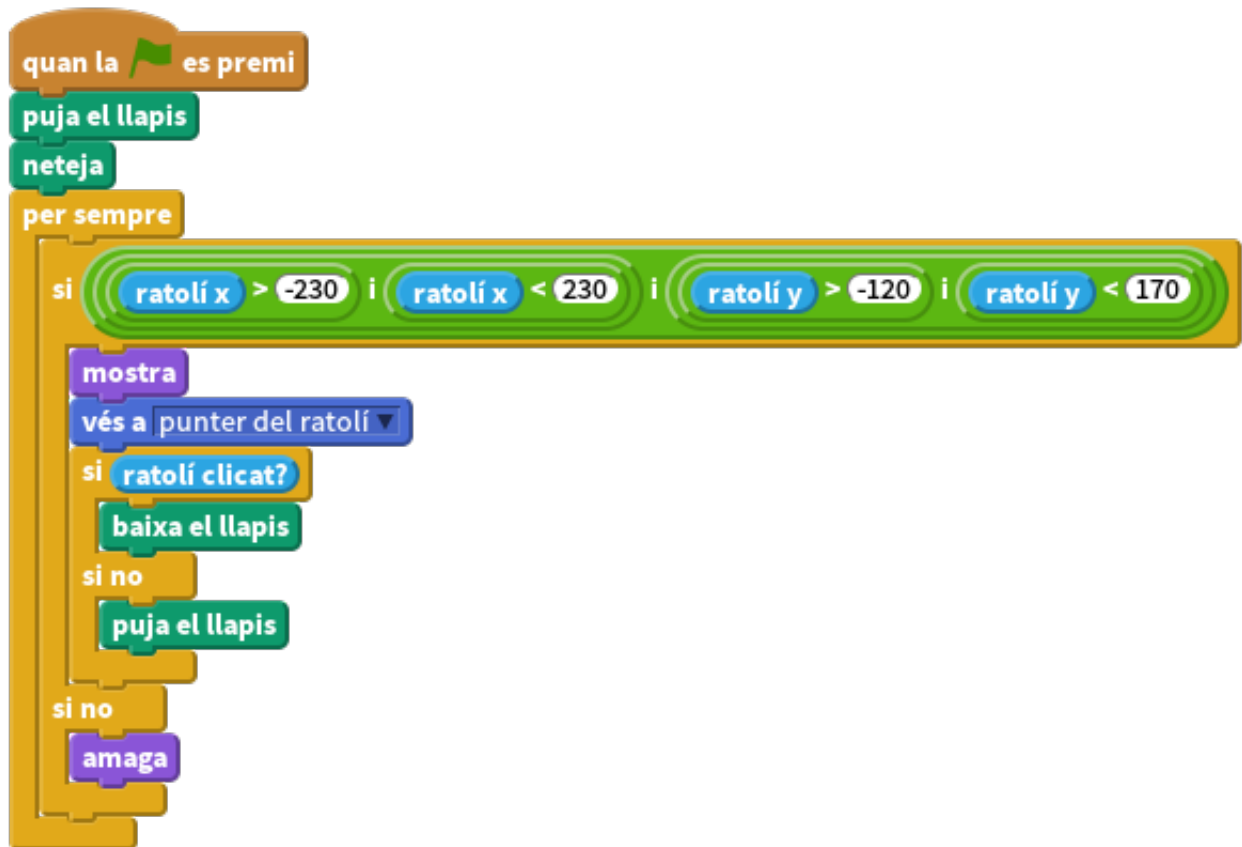 quan la es premi
puja el llapis
neteja
per sempre
si ratolí x > -230 i ratolí x < 230 i ratolí y > -120 i ratolí y < 170
mostra
vés a punter del ratolí
si ratolí clicat?
baixa el llapis
si no
puja el llapis
si no
amaga